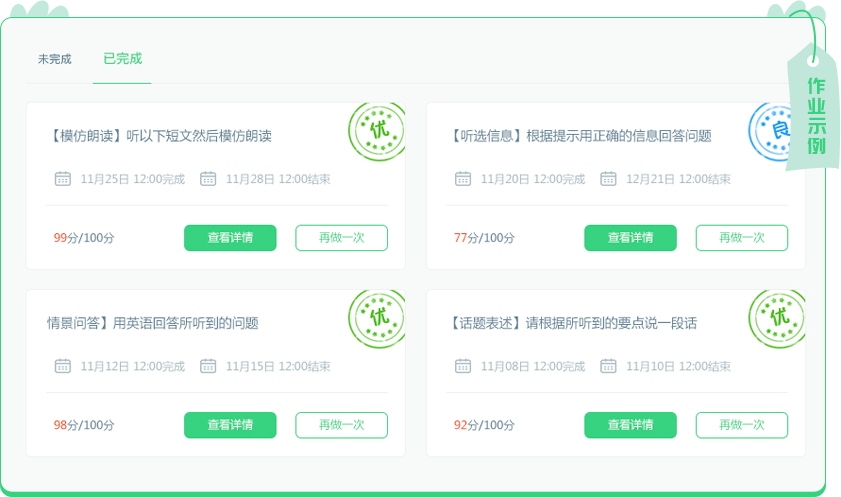 未完成
已完成
作业示例
【模仿朗读】听以下短文然后模仿朗读
优
11月25日 12:00完成
11月28日 12:00结束
99分/100分
查看详情
再做一次
【听选信息】根据提示用正确的信息回答问题
良
11月20日 12:00完成
12月21日 12:00结束
77分/100分
查看详情
再做一次
情景问答】用英语回答所听到的问题
优
11月12日 12:00完成
11月15日 12:00结束
98分/100分
查看详情
再做一次
【话题表述】请根据所听到的要点说一段话
优
11月08日 12:00完成
11月10日 12:00结束
92分/100分
查看详情
再做一次